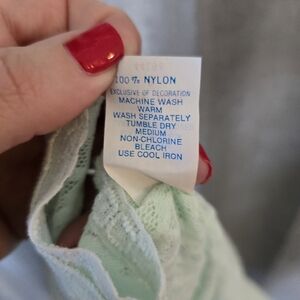 100 % NYLON
EXCLUSIVE OF DECORATION
MACHINE WASH
WARM
WASH SEPARATELY
TUMBLE DRY
MEDIUM
NON-CHLORINE
BLEACH
USE COOL IRON